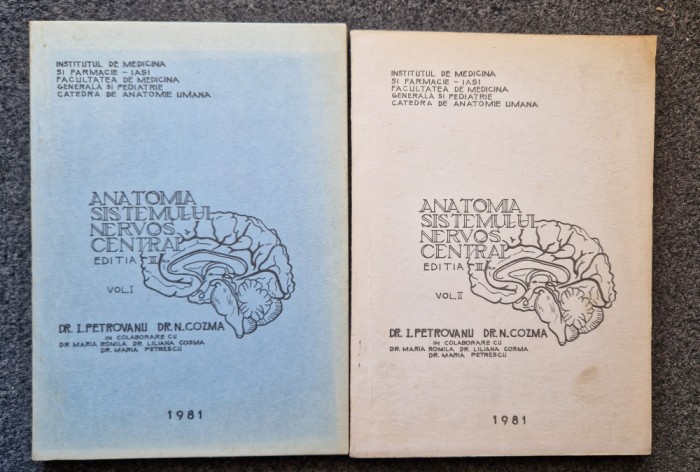 INSTITUTUL DE MEDICINA
SI FARMACIE - IASI
FACULTATEA DE MEDICINA
GENERALĂ SI PEDIATRIE
CATEDRA DE ANATOMIE UMANA
ANATOMIA
SISTEMULUI
NERVOS
CENTRAL
EDITIA II
VOL. I
DR. I. PETROVANU DR. N. COZMA
IN COLABORARE CU
DR. MARIA ROMILA DR. LILIANA COSMA
DR. MARIA PETRESCU
1981
INSTITUTUL DE MEDICINA
SI FARMACIE - IASI
FACULTATEA DE MEDICINA
GENERALĂ SI PEDIATRIE
CATEDRA DE ANATOMIE UMANA
ANATOMIA
SISTEMULUI
NERVOS
CENTRAL
EDITIA II
VOL. II
DR. I. PETROVANU DR. N. COZMA
IN COLABORARE CU
DR. MARIA ROMILA DR. LILIANA COSMA
DR. MARIA PETRESCU
1981